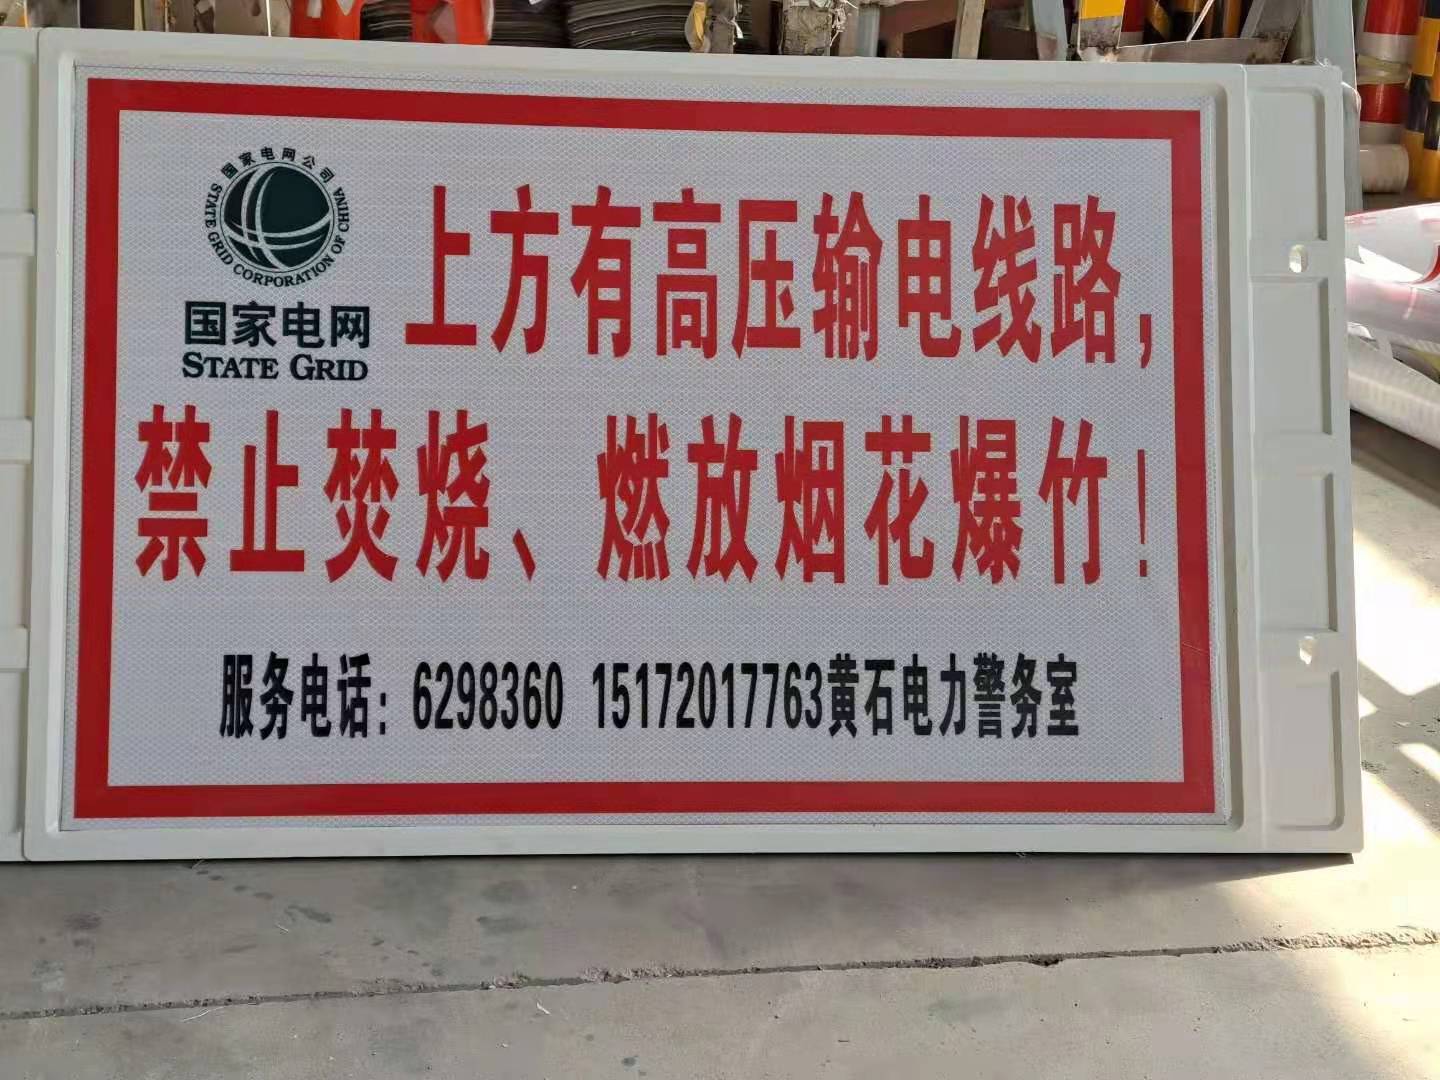 国家电网公司
STATE GRID CORPORATION OF CHINA
国家电网
STATE GRID
上方有高压输电线路，
禁止焚烧、燃放烟花爆竹！
服务电话：6298360 15172017763黄石电力警务室